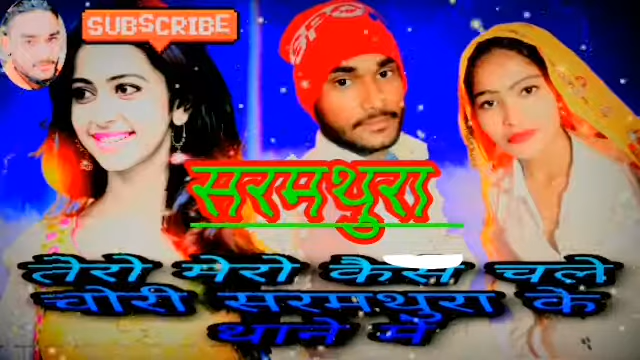 SUBSCRIBE
सरमथुरा
तेरो मेरो कैस चले
चोरी सरमथुरा के
थाने में